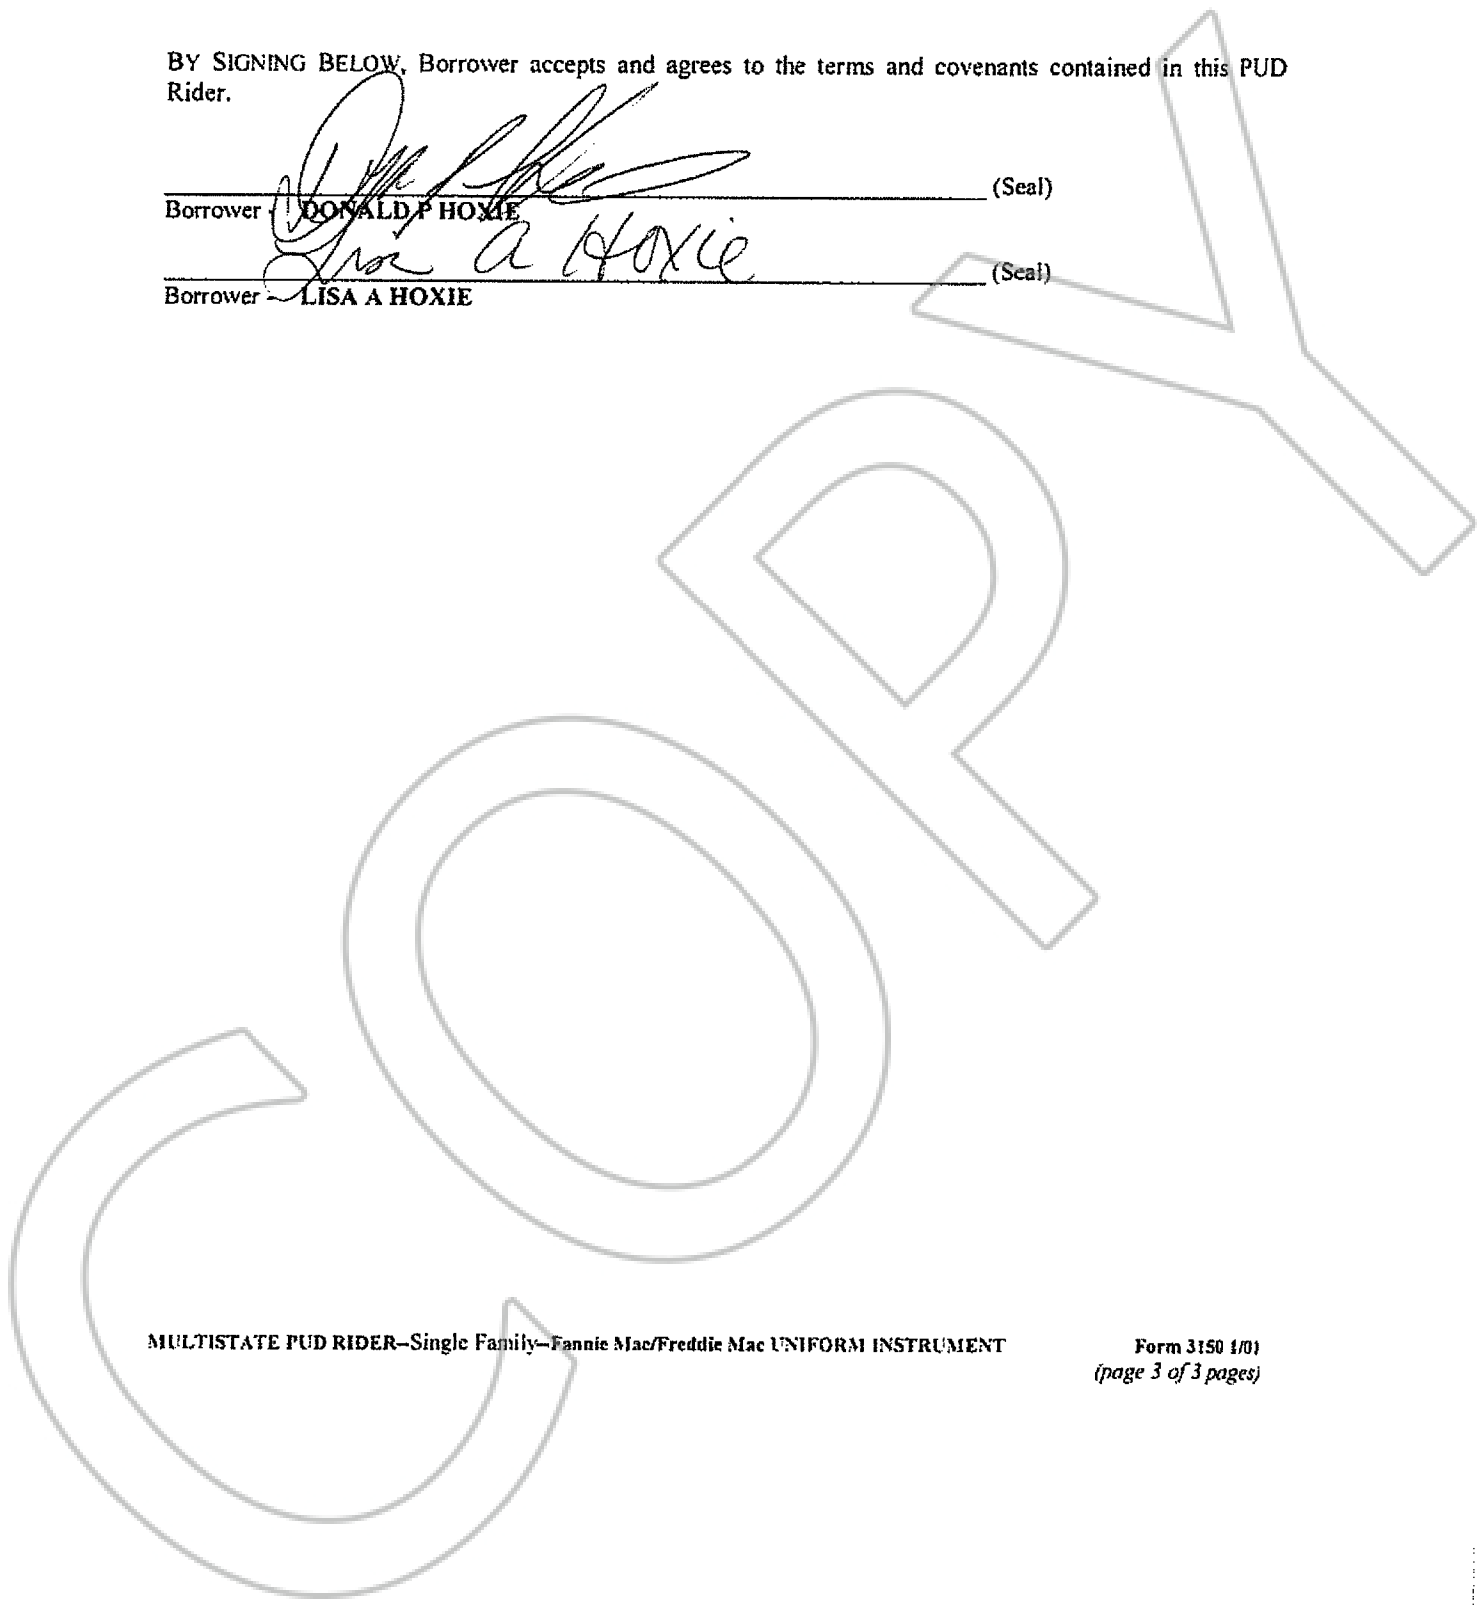 BY SIGNING BELOW, Borrower accepts and agrees to the terms and covenants contained in this PUD
Rider.
(Seal)
Borrower - DONALD P HOXIE
Lisa A Hoxie (Seal)
Borrower - LISA A HOXIE
COPY
MULTISTATE PUD RIDER–Single Family–Fannie Mac/Freddie Mac UNIFORM INSTRUMENT Form 3150 1/01
(page 3 of 3 pages)